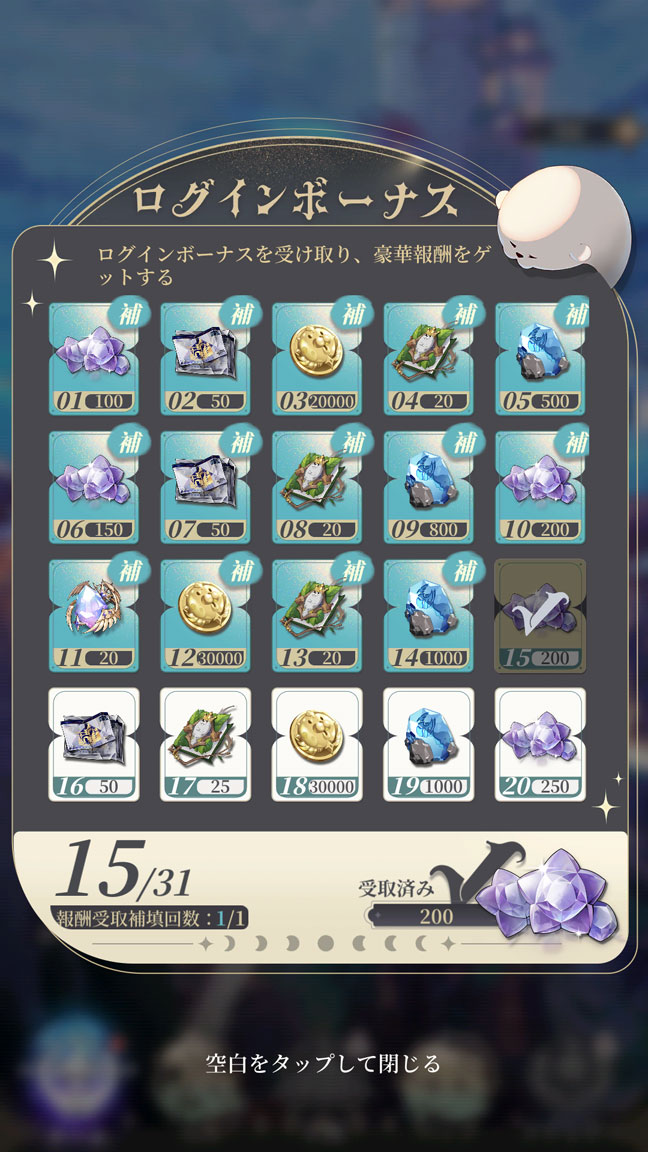 ログインボーナス
ログインボーナスを受け取り、豪華報酬をゲ
ットする
補 補 補 補 補
01 100 02 50 03 20000 04 20 05 500
補 補 補 補 補
06 150 07 50 08 20 09 800 10 200
補 補 補 補
11 20 12 30000 13 20 14 1000 15 200
16 50 17 25 18 30000 19 1000 20 250
15/31
受取済み
報酬受取補填回数：1/1
200
空白をタップして閉じる